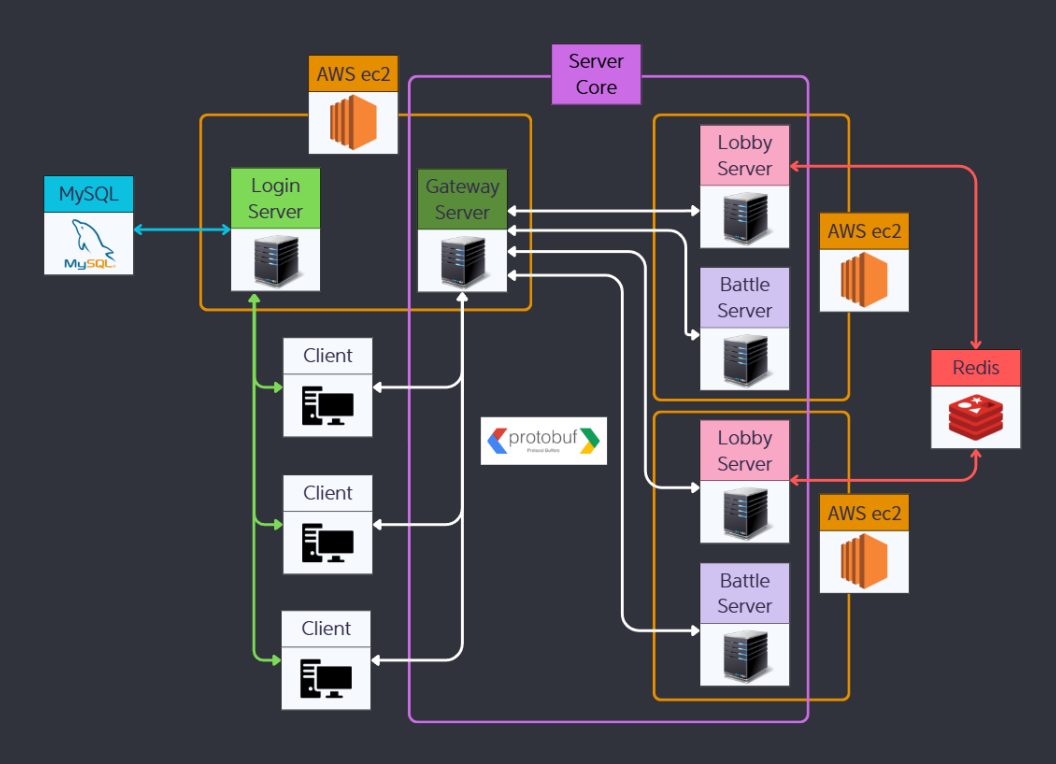 Server
Core
AWS ec2
MySQL
MySQL
Login
Server
Gateway
Server
Lobby
Server
AWS ec2
Battle
Server
Client
Redis
protobuf
Protocol Buffers
Lobby
Server
Client
AWS ec2
Battle
Server
Client